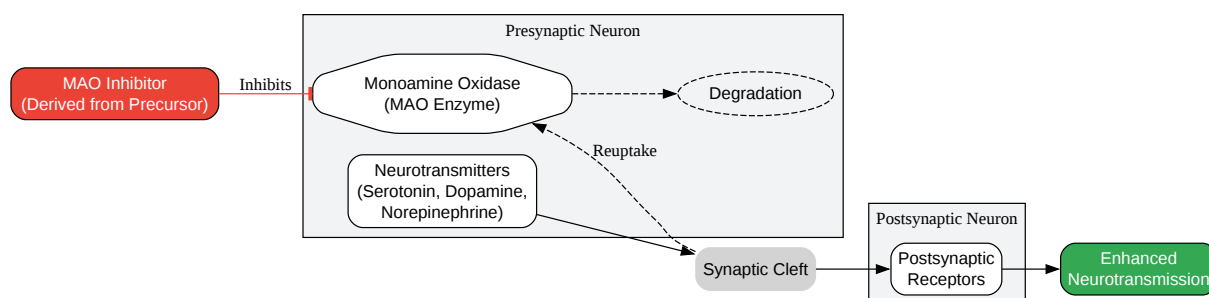 Presynaptic Neuron
MAO Inhibitor
(Derived from Precursor)
Inhibits
Monoamine Oxidase
(MAO Enzyme)
Degradation
Reuptake
Neurotransmitters
(Serotonin, Dopamine,
Norepinephrine)
Synaptic Cleft
Postsynaptic Neuron
Postsynaptic
Receptors
Enhanced
Neurotransmission